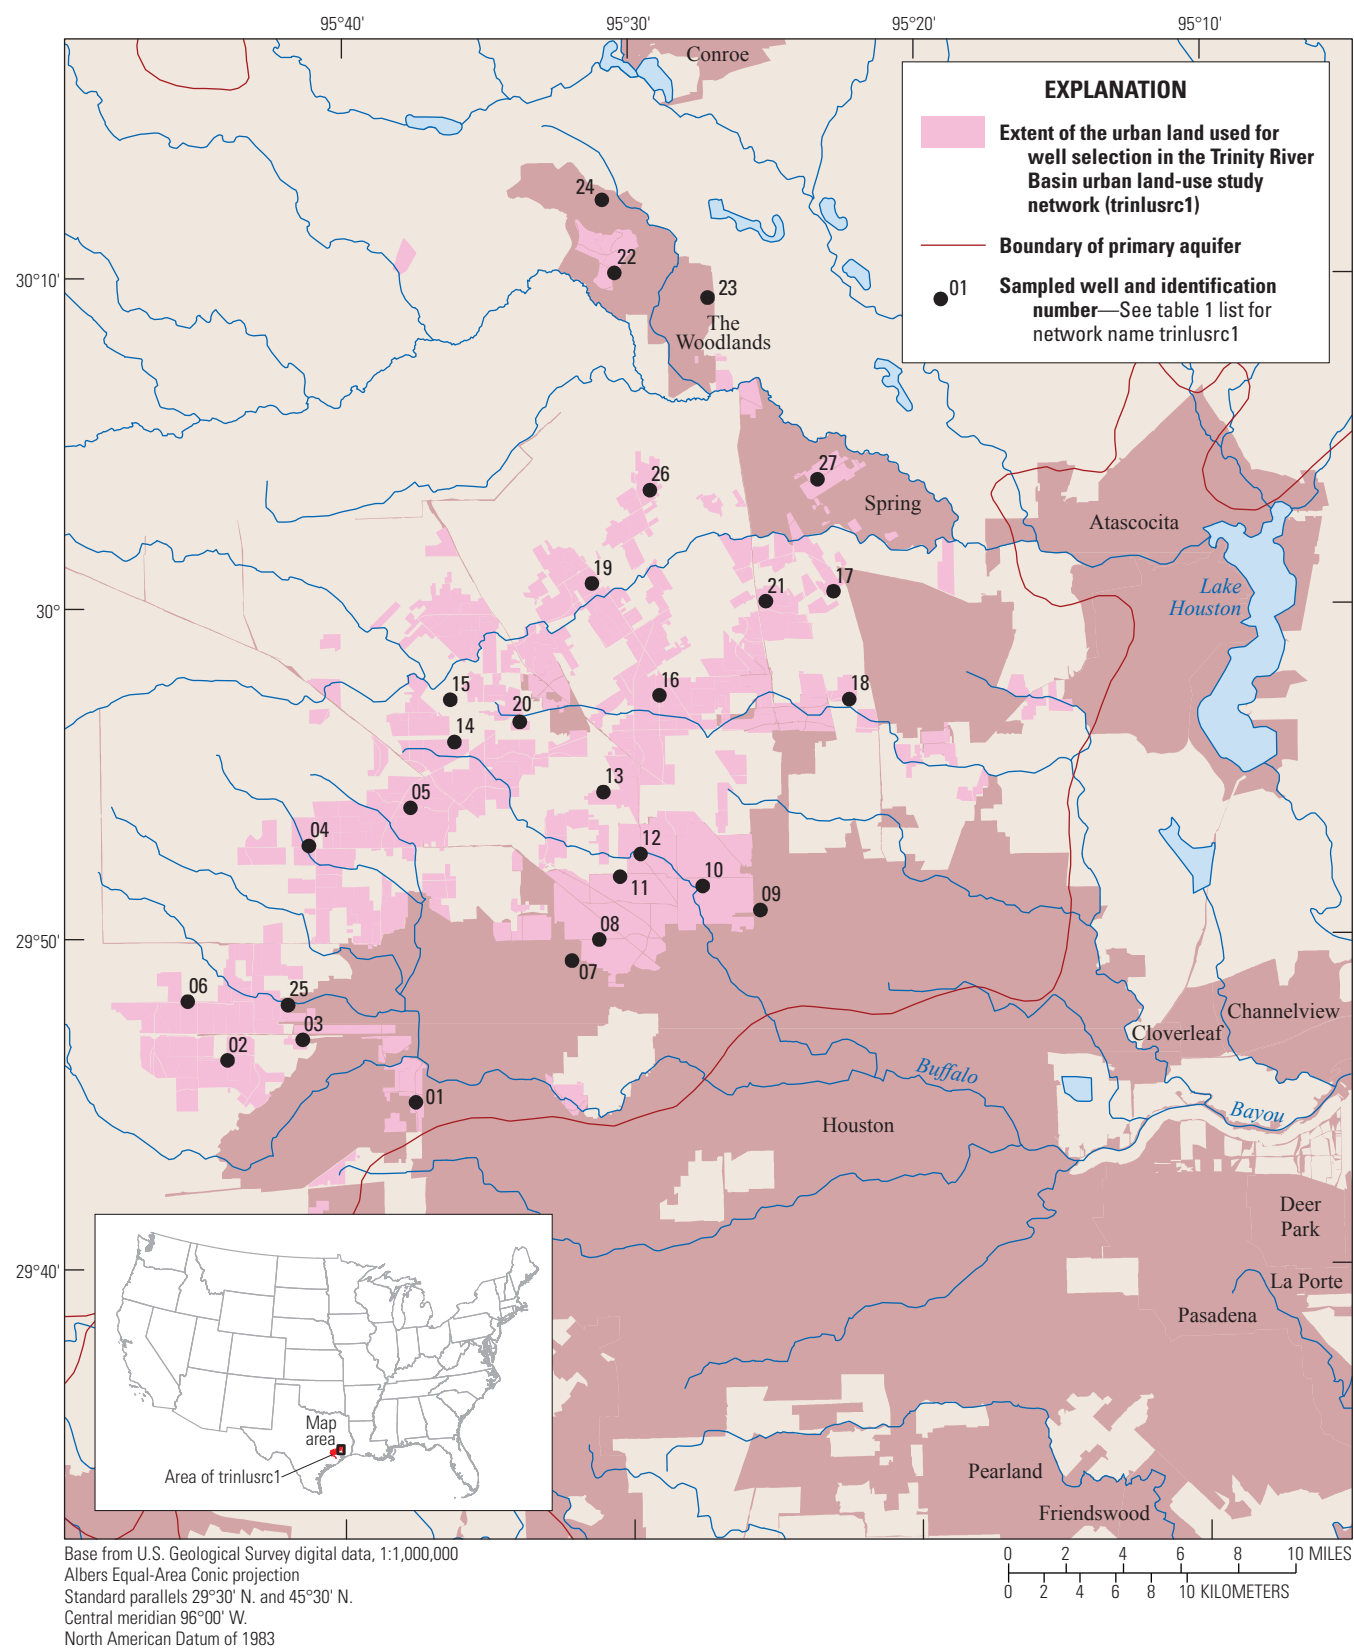 95°40'
95°30'
95°20'
95°10'
Conroe
EXPLANATION
Extent of the urban land used for
well selection in the Trinity River
Basin urban land-use study
network (trinlusrc1)
Boundary of primary aquifer
01
Sampled well and identification
number—See table 1 list for
network name trinlusrc1
24
22
30°10'
23
The
Woodlands
26
27
Spring
Atascocita
19
21
17
Lake
Houston
30°
15
16
18
20
14
13
05
04
12
11
10
09
08
29°50'
07
06
25
03
02
Channelview
Cloverleaf
01
Buffalo
Bayou
Houston
Deer
Park
29°40'
La Porte
Pasadena
Map
area
Area of trinlusrc1
Pearland
Friendswood
Base from U.S. Geological Survey digital data, 1:1,000,000
Albers Equal-Area Conic projection
Standard parallels 29°30' N. and 45°30' N.
Central meridian 96°00' W.
North American Datum of 1983
0 2 4 6 8 10 MILES
0 2 4 6 8 10 KILOMETERS